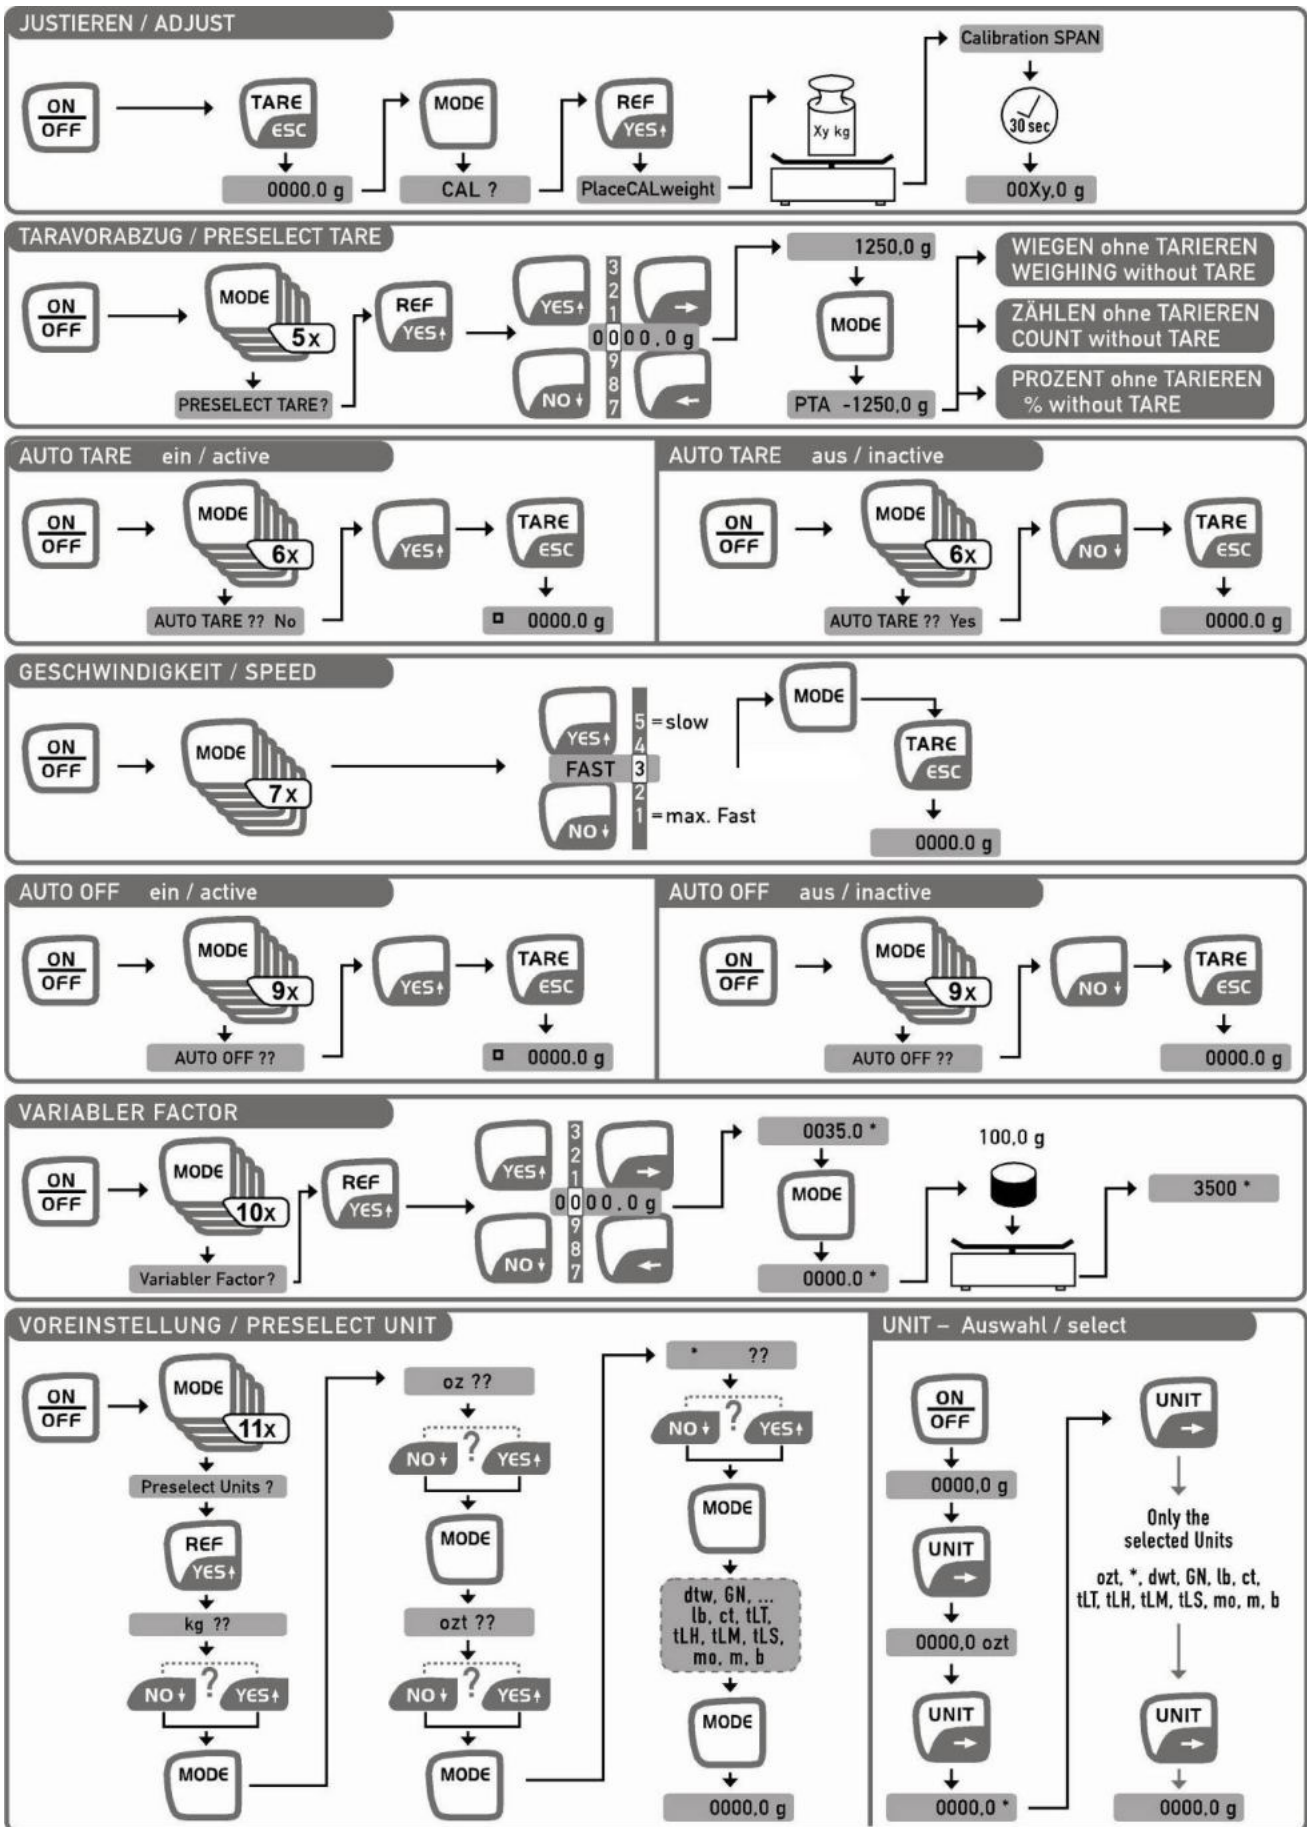 JUSTIEREN / ADJUST
ON
OFF
TARE
ESC
0000.0 g
MODE
CAL ?
REF
YES↑
PlaceCALweight
Xy kg
Calibration SPAN
30 sec
00Xy,0 g
TARAVORABZUG / PRESELECT TARE
ON
OFF
MODE
5x
PRESELECT TARE?
REF
YES↑
YES↑
→
3
2
1
0000.0 g
9
8
7
NO↓
←
1250,0 g
MODE
PTA -1250,0 g
WIEGEN ohne TARIEREN
WEIGHING without TARE
ZÄHLEN ohne TARIEREN
COUNT without TARE
PROZENT ohne TARIEREN
% without TARE
AUTO TARE ein / active
ON
OFF
MODE
6x
AUTO TARE ?? No
YES↑
TARE
ESC
0000.0 g
AUTO TARE aus / inactive
ON
OFF
MODE
6x
AUTO TARE ?? Yes
NO↓
TARE
ESC
0000.0 g
GESCHWINDIGKEIT / SPEED
ON
OFF
MODE
7x
YES↑
5 = slow
4
FAST 3
2
1 = max. Fast
NO↓
MODE
TARE
ESC
0000.0 g
AUTO OFF ein / active
ON
OFF
MODE
9x
AUTO OFF ??
YES↑
TARE
ESC
0000.0 g
AUTO OFF aus / inactive
ON
OFF
MODE
9x
AUTO OFF ??
NO↓
TARE
ESC
0000.0 g
VARIABLER FACTOR
ON
OFF
MODE
10x
Variabler Factor?
REF
YES↑
YES↑
→
3
2
1
0000.0 g
9
8
7
NO↓
←
0035.0 *
MODE
0000.0 *
100,0 g
3500 *
VOREINSTELLUNG / PRESELECT UNIT
ON
OFF
MODE
11x
Preselect Units ?
REF
YES↑
kg ??
NO↓ ? YES↑
MODE
oz ??
NO↓ ? YES↑
MODE
ozt ??
NO↓ ? YES↑
MODE
* ??
NO↓ ? YES↑
MODE
dtw, GN, ...
lb, ct, tLT,
tLH, tLM, tLS,
mo, m, b
MODE
0000,0 g
UNIT – Auswahl / select
ON
OFF
0000,0 g
UNIT
→
0000,0 ozt
UNIT
→
0000,0 *
UNIT
→
Only the
selected Units
ozt, *, dwt, GN, lb, ct,
tLT, tLH, tLM, tLS, mo, m, b
UNIT
→
0000,0 g